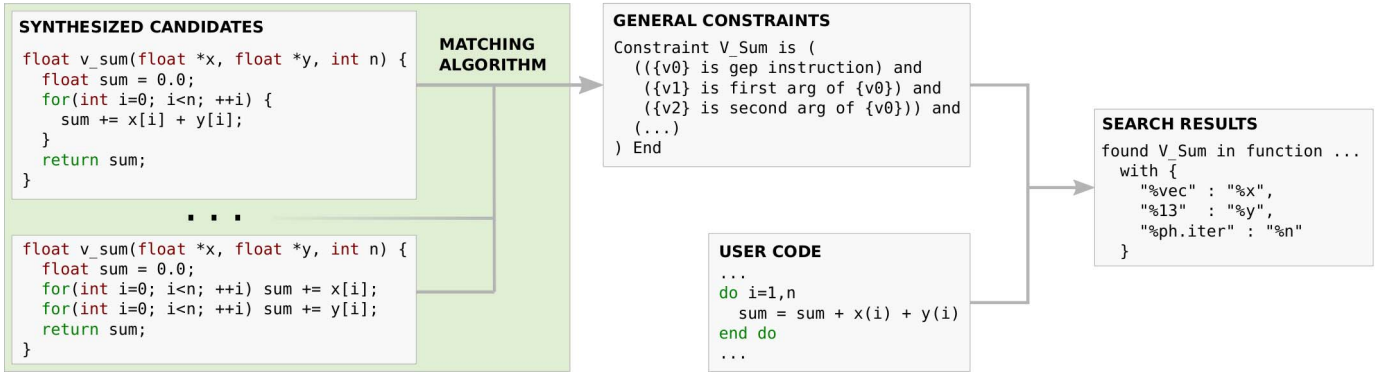 SYNTHESIZED CANDIDATES
float v_sum(float *x, float *y, int n) {
  float sum = 0.0;
  for(int i=0; i<n; ++i) {
    sum += x[i] + y[i];
  }
  return sum;
}
...
float v_sum(float *x, float *y, int n) {
  float sum = 0.0;
  for(int i=0; i<n; ++i) sum += x[i];
  for(int i=0; i<n; ++i) sum += y[i];
  return sum;
}
MATCHING
ALGORITHM
GENERAL CONSTRAINTS
Constraint V_Sum is (
  (({v0} is gep instruction) and
   ({v1} is first arg of {v0}) and
   ({v2} is second arg of {v0})) and
  (...)
) End
USER CODE
...
do i=1,n
  sum = sum + x(i) + y(i)
end do
...
SEARCH RESULTS
found V_Sum in function ...
  with {
    "%vec" : "%x",
    "%13"  : "%y",
    "%ph.iter" : "%n"
  }